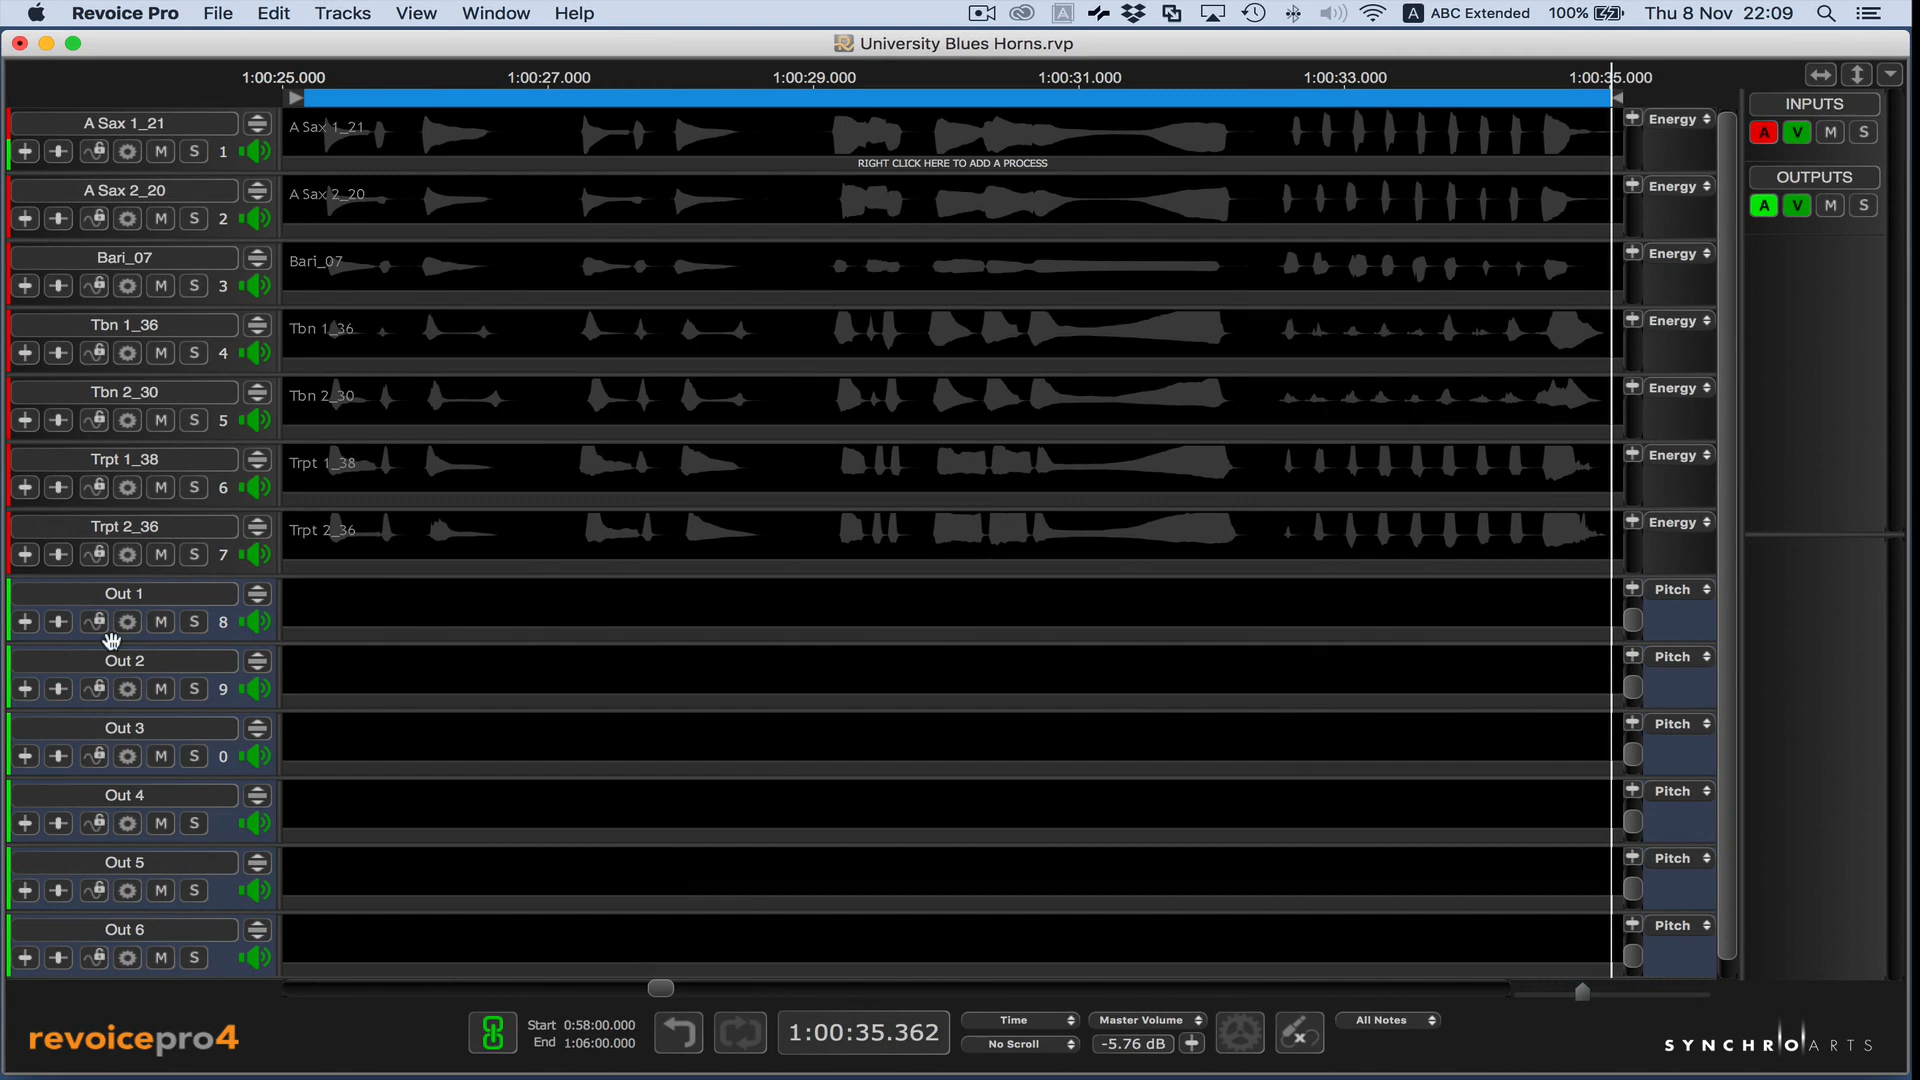 Revoice Pro File Edit Tracks View Window Help A ABC Extended 100% Thu 8 Nov 22:09
University Blues Horns.rvp
1:00:25.000 1:00:27.000 1:00:29.000 1:00:31.000 1:00:33.000 1:00:35.000
INPUTS
A V M S
OUTPUTS
A V M S
A Sax 1_21 A Sax 1_21 Energy
M S 1
RIGHT CLICK HERE TO ADD A PROCESS
A Sax 2_20 A Sax 2_20 Energy
M S 2
Bari_07 Bari_07 Energy
M S 3
Tbn 1_36 Tbn 1_36 Energy
M S 4
Tbn 2_30 Tbn 2_30 Energy
M S 5
Trpt 1_38 Trpt 1_38 Energy
M S 6
Trpt 2_36 Trpt 2_36 Energy
M S 7
Out 1 Pitch
M S 8
Out 2 Pitch
M S 9
Out 3 Pitch
M S 0
Out 4 Pitch
M S
Out 5 Pitch
M S
Out 6 Pitch
M S
revoicepro4
Start 0:58:00.000
End 1:06:00.000
1:00:35.362
Time
No Scroll
Master Volume
-5.76 dB
All Notes
SYNCHROARTS